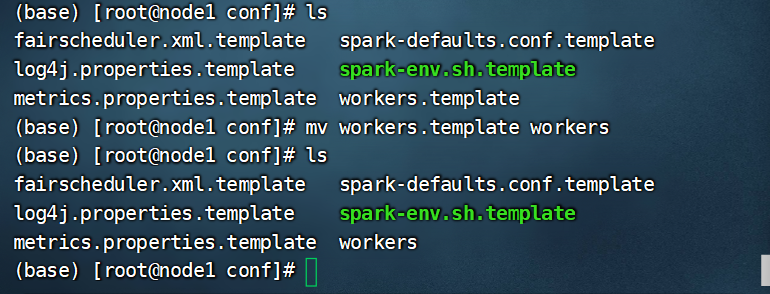 (base) [root@node1 conf]# ls
fairscheduler.xml.template   spark-defaults.conf.template
log4j.properties.template    spark-env.sh.template
metrics.properties.template  workers.template
(base) [root@node1 conf]# mv workers.template workers
(base) [root@node1 conf]# ls
fairscheduler.xml.template   spark-defaults.conf.template
log4j.properties.template    spark-env.sh.template
metrics.properties.template  workers
(base) [root@node1 conf]#